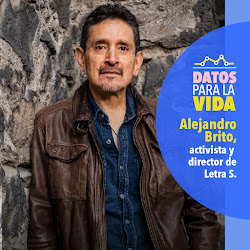 DATOS
PARA LA
VIDA
Alejandro
Brito,
activista y
director de
Letra S.